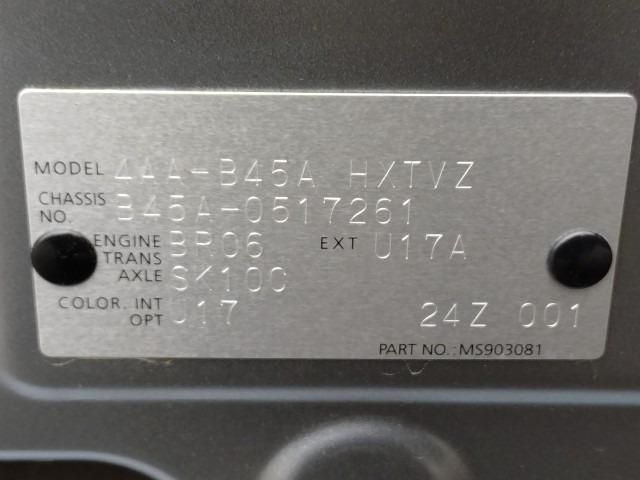 MODEL 4AA-B45A HXTVZ
CHASSIS NO. B45A-0517261
ENGINE BR06 EXT U17A
TRANS AXLE SK10C
COLOR. INT OPT U17 24Z 001
PART NO.:MS903081